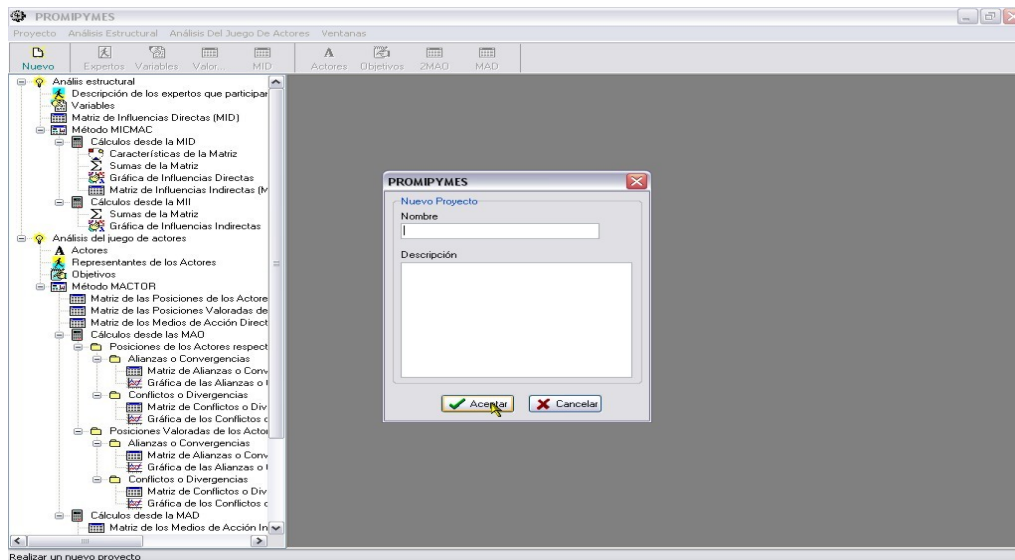 PROMIPYMES
Proyecto Análisis Estructural Análisis Del Juego De Actores Ventanas
Nuevo Expertos Variables Valor... MID Actores Objetivos 2MAO MAD
Análiis estructural
Descripción de los expertos que participar
Variables
Matriz de Influencias Directas (MID)
Método MICMAC
Cálculos desde la MID
Características de la Matriz
Sumas de la Matriz
Gráfica de Influencias Directas
Matriz de Influencias Indirectas (M
Cálculos desde la MII
Sumas de la Matriz
Gráfica de Influencias Indirectas
Análisis del juego de actores
A Actores
Representantes de los Actores
Objetivos
Método MACTOR
Matriz de las Posiciones de los Actore
Matriz de las Posiciones Valoradas de
Matriz de los Medios de Acción Direct
Cálculos desde las MAO
Posiciones de los Actores respect
Alianzas o Convergencias
Matriz de Alianzas o Conv
Gráfica de las Alianzas o
Conflictos o Divergencias
Matriz de Conflictos o Div
Gráfica de los Conflictos
Posiciones Valoradas de los Actor
Alianzas o Convergencias
Matriz de Alianzas o Conv
Gráfica de las Alianzas o
Conflictos o Divergencias
Matriz de Conflictos o Div
Gráfica de los Conflictos
Cálculos desde la MAD
Matriz de los Medios de Acción In
PROMIPYMES
Nuevo Proyecto
Nombre
Descripción
Aceptar Cancelar
Realizar un nuevo proyecto